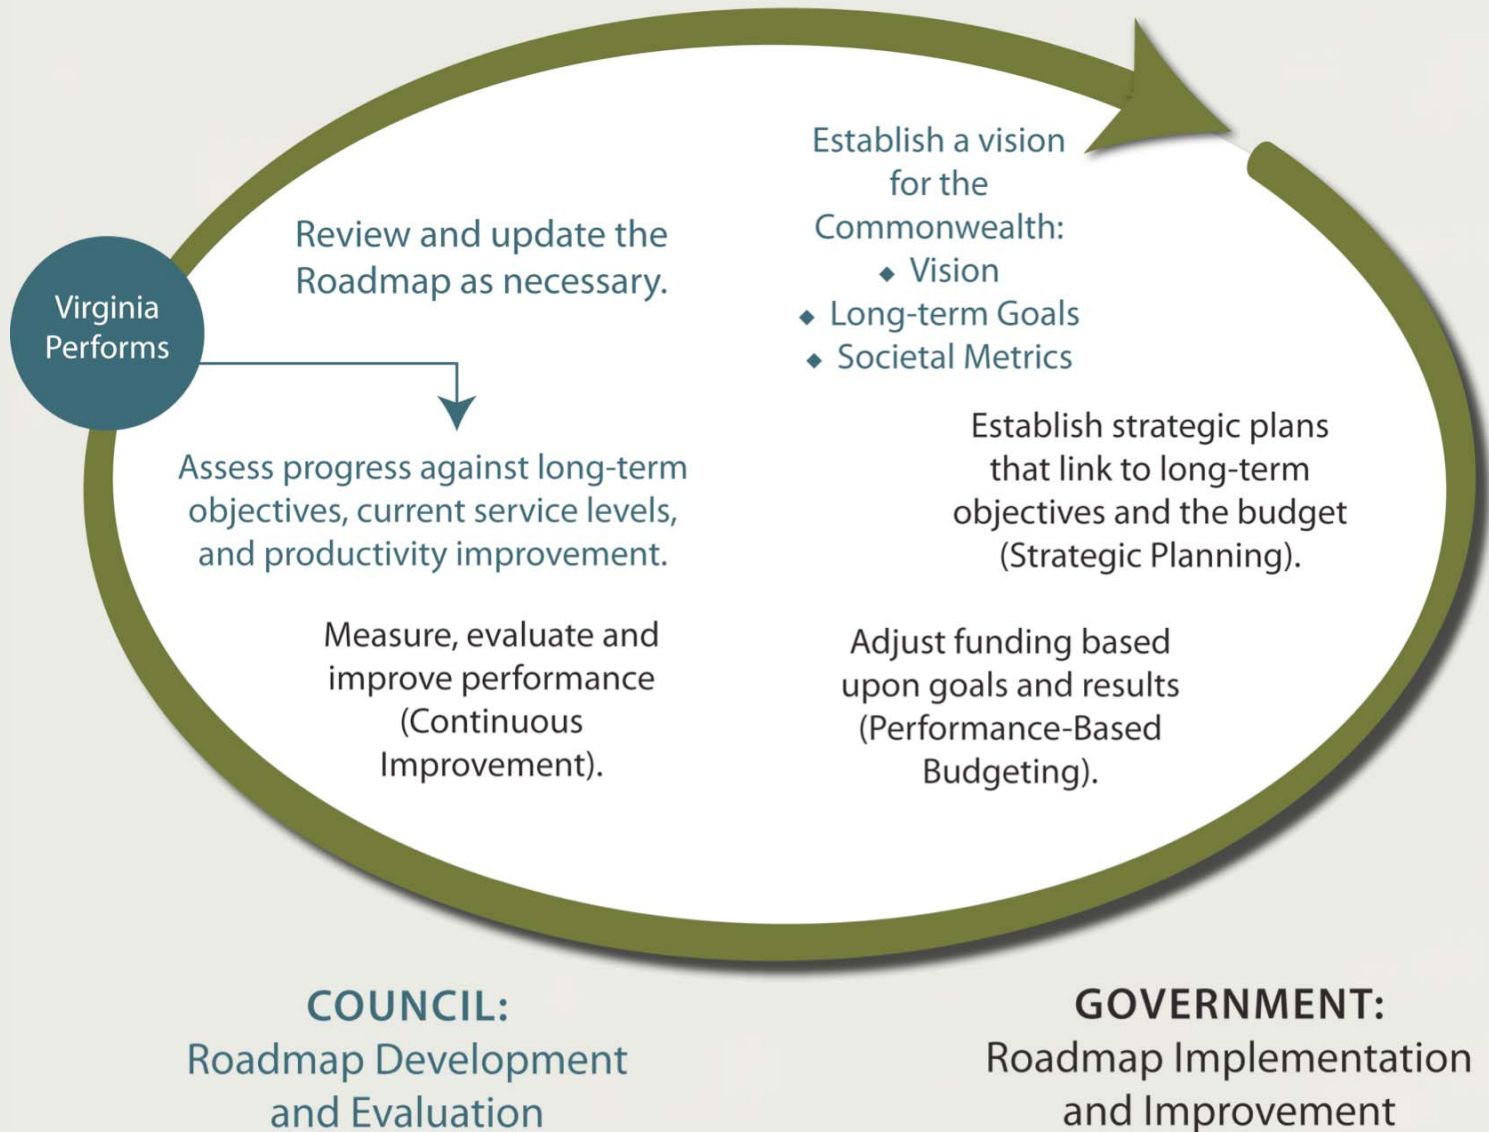 Establish a vision
for the
Commonwealth:
◆ Vision
◆ Long-term Goals
◆ Societal Metrics
Establish strategic plans
that link to long-term
objectives and the budget
(Strategic Planning).
Adjust funding based
upon goals and results
(Performance-Based
Budgeting).
Measure, evaluate and
improve performance
(Continuous
Improvement).
Virginia
Performs
Assess progress against long-term
objectives, current service levels,
and productivity improvement.
Review and update the
Roadmap as necessary.
COUNCIL:
Roadmap Development
and Evaluation
GOVERNMENT:
Roadmap Implementation
and Improvement